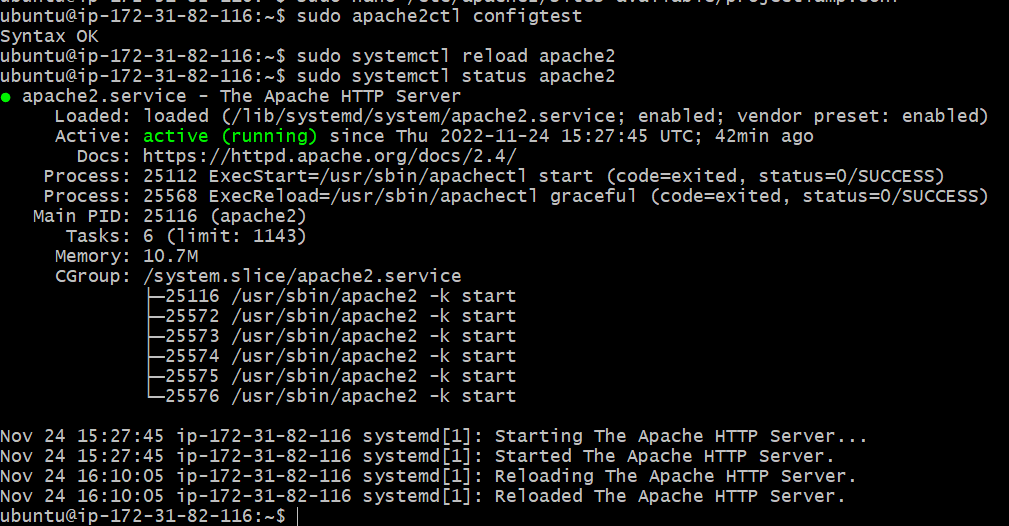 ubuntu@ip-172-31-82-116:~$ sudo nano /etc/apache2/sites-available/projectlamp.conf
ubuntu@ip-172-31-82-116:~$ sudo apache2ctl configtest
Syntax OK
ubuntu@ip-172-31-82-116:~$ sudo systemctl reload apache2
ubuntu@ip-172-31-82-116:~$ sudo systemctl status apache2
● apache2.service - The Apache HTTP Server
     Loaded: loaded (/lib/systemd/system/apache2.service; enabled; vendor preset: enabled)
     Active: active (running) since Thu 2022-11-24 15:27:45 UTC; 42min ago
       Docs: https://httpd.apache.org/docs/2.4/
    Process: 25112 ExecStart=/usr/sbin/apachectl start (code=exited, status=0/SUCCESS)
    Process: 25568 ExecReload=/usr/sbin/apachectl graceful (code=exited, status=0/SUCCESS)
   Main PID: 25116 (apache2)
      Tasks: 6 (limit: 1143)
     Memory: 10.7M
     CGroup: /system.slice/apache2.service
             ├─25116 /usr/sbin/apache2 -k start
             ├─25572 /usr/sbin/apache2 -k start
             ├─25573 /usr/sbin/apache2 -k start
             ├─25574 /usr/sbin/apache2 -k start
             ├─25575 /usr/sbin/apache2 -k start
             └─25576 /usr/sbin/apache2 -k start
Nov 24 15:27:45 ip-172-31-82-116 systemd[1]: Starting The Apache HTTP Server...
Nov 24 15:27:45 ip-172-31-82-116 systemd[1]: Started The Apache HTTP Server.
Nov 24 16:10:05 ip-172-31-82-116 systemd[1]: Reloading The Apache HTTP Server.
Nov 24 16:10:05 ip-172-31-82-116 systemd[1]: Reloaded The Apache HTTP Server.
ubuntu@ip-172-31-82-116:~$